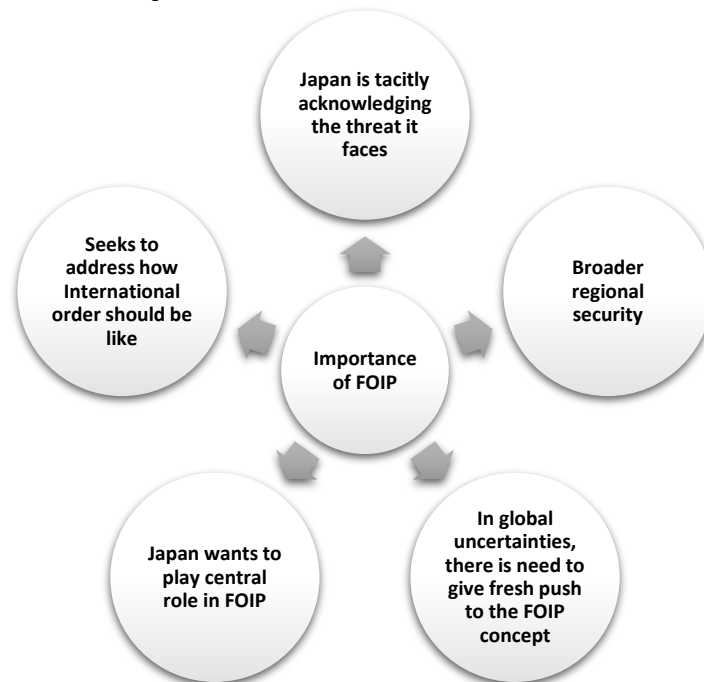 Japan is tacitly
acknowledging
the threat it
faces
Seeks to
address how
International
order should be
like
Broader
regional
security
Importance
of FOIP
Japan wants to
play central
role in FOIP
In global
uncertainties,
there is need to
give fresh push
to the FOIP
concept